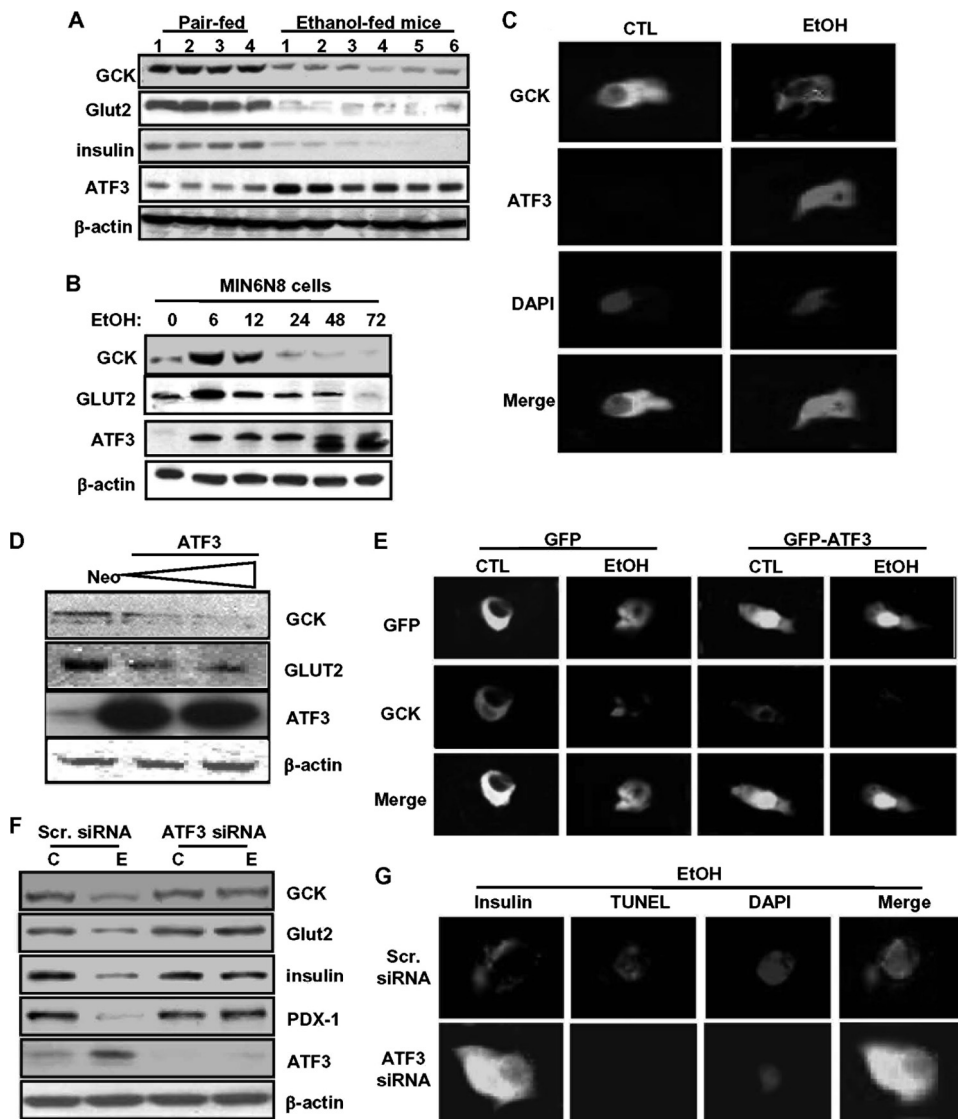 A
Pair-fed Ethanol-fed mice
1 2 3 4 1 2 3 4 5 6
GCK
Glut2
insulin
ATF3
β-actin
B
MIN6N8 cells
EtOH: 0 6 12 24 48 72
GCK
GLUT2
ATF3
β-actin
C
CTL EtOH
GCK
ATF3
DAPI
Merge
D
ATF3
Neo
GCK
GLUT2
ATF3
β-actin
E
GFP GFP-ATF3
CTL EtOH CTL EtOH
GFP
GCK
Merge
F
Scr. siRNA ATF3 siRNA
C E C E
GCK
Glut2
insulin
PDX-1
ATF3
β-actin
G
EtOH
Insulin TUNEL DAPI Merge
Scr.
siRNA
ATF3
siRNA